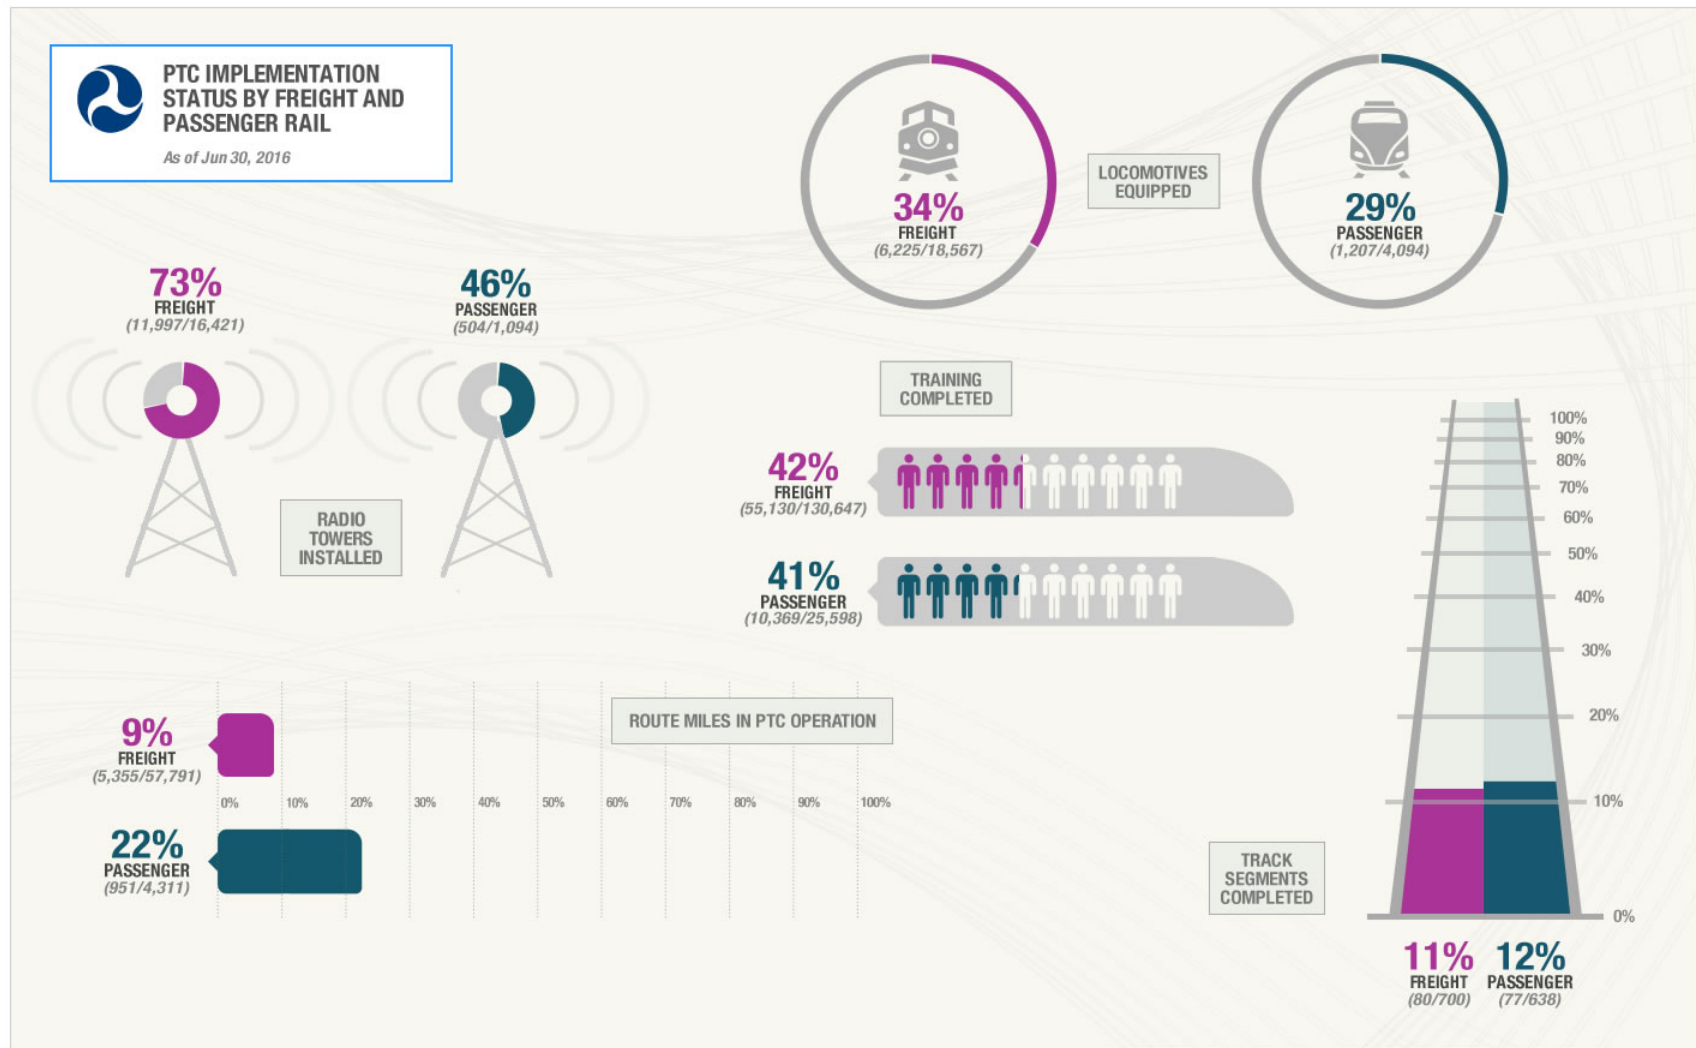 PTC IMPLEMENTATION
STATUS BY FREIGHT AND
PASSENGER RAIL
As of Jun 30, 2016
34%
FREIGHT
(6,225/18,567)
LOCOMOTIVES
EQUIPPED
29%
PASSENGER
(1,207/4,094)
73%
FREIGHT
(11,997/16,421)
46%
PASSENGER
(504/1,094)
RADIO
TOWERS
INSTALLED
TRAINING
COMPLETED
42%
FREIGHT
(55,130/130,647)
41%
PASSENGER
(10,369/25,598)
ROUTE MILES IN PTC OPERATION
9%
FREIGHT
(5,355/57,791)
0% 10% 20% 30% 40% 50% 60% 70% 80% 90% 100%
22%
PASSENGER
(951/4,311)
100%
90%
80%
70%
60%
50%
40%
30%
20%
10%
0%
TRACK
SEGMENTS
COMPLETED
11%
FREIGHT
(80/700)
12%
PASSENGER
(77/638)